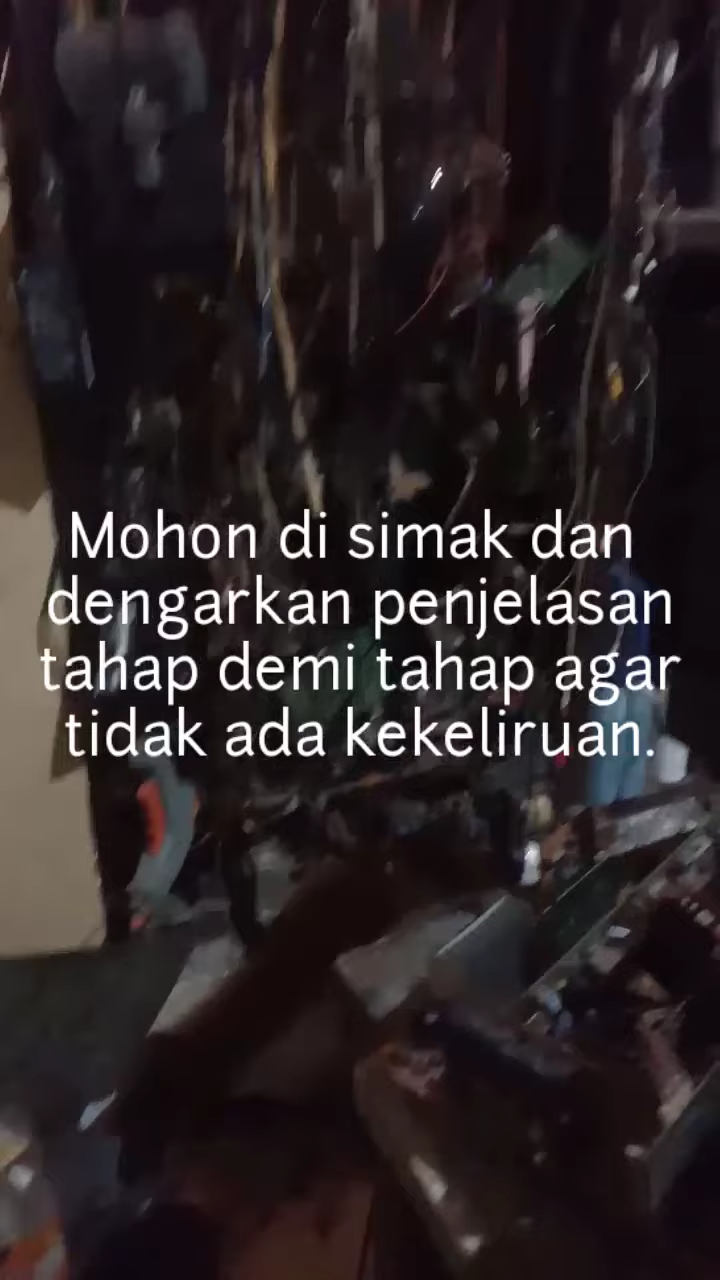 Mohon di simak dan
dengarkan penjelasan
tahap demi tahap agar
tidak ada kekeliruan.